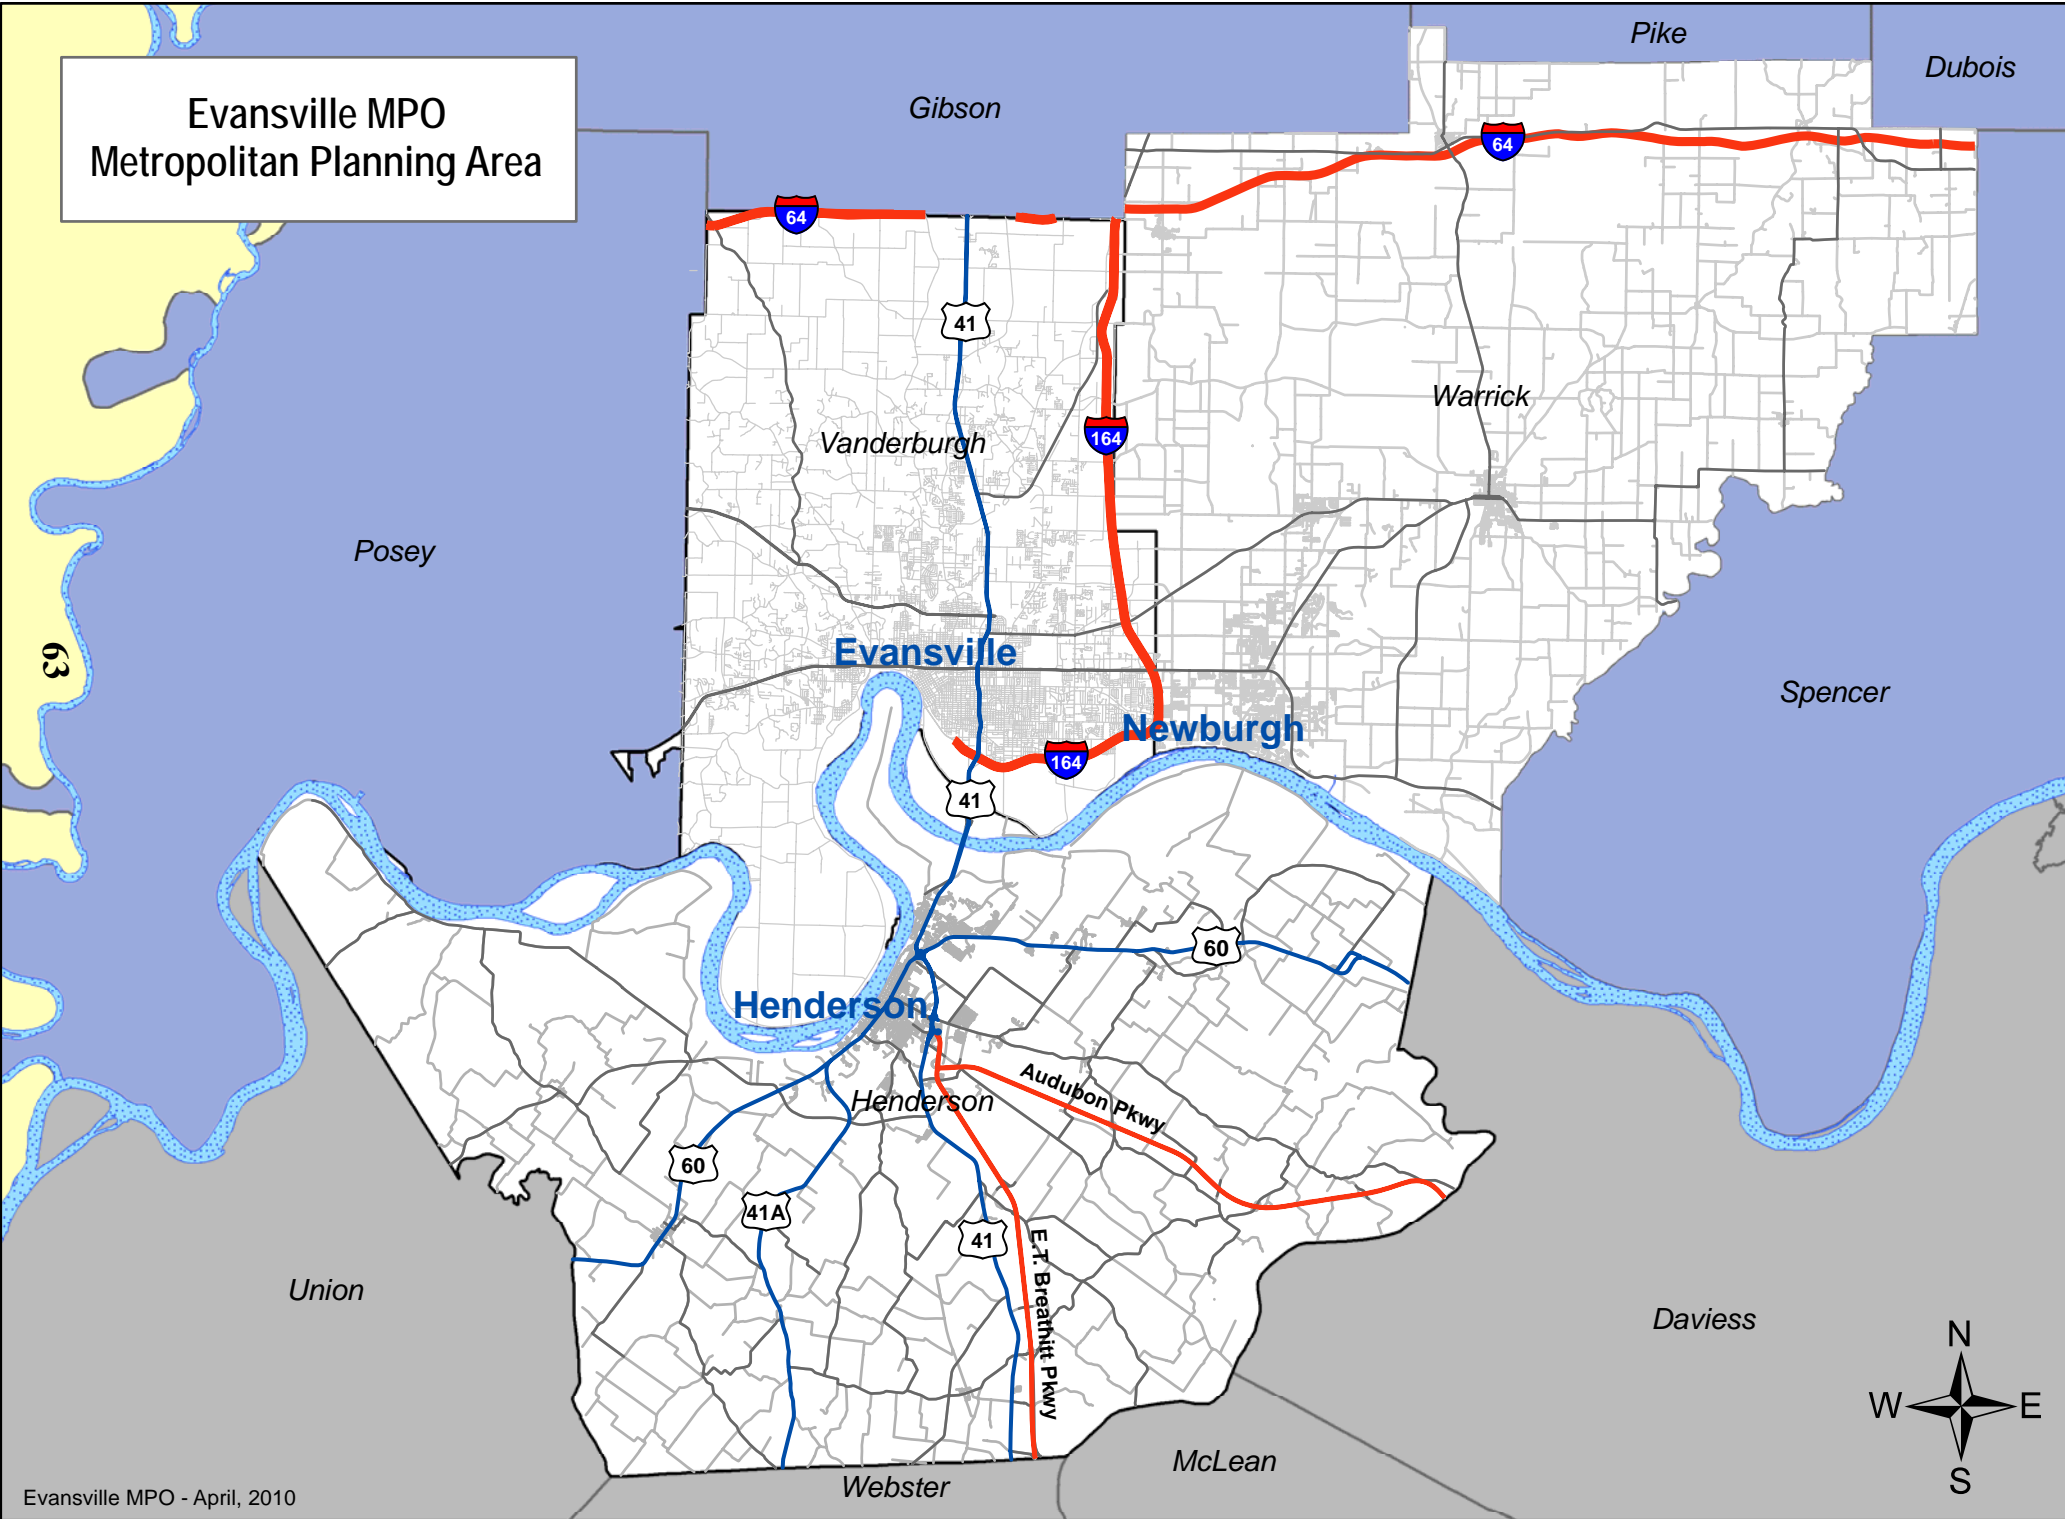 Evansville MPO
Metropolitan Planning Area
Pike
Dubois
Gibson
64
64
41
Warrick
164
Vanderburgh
Posey
63
Evansville
Spencer
Newburgh
164
41
60
Henderson
Audubon Pkwy
Henderson
60
41A
41
E.T. Breathitt Pkwy
Union
Daviess
N
W
E
S
McLean
Webster
Evansville MPO - April, 2010